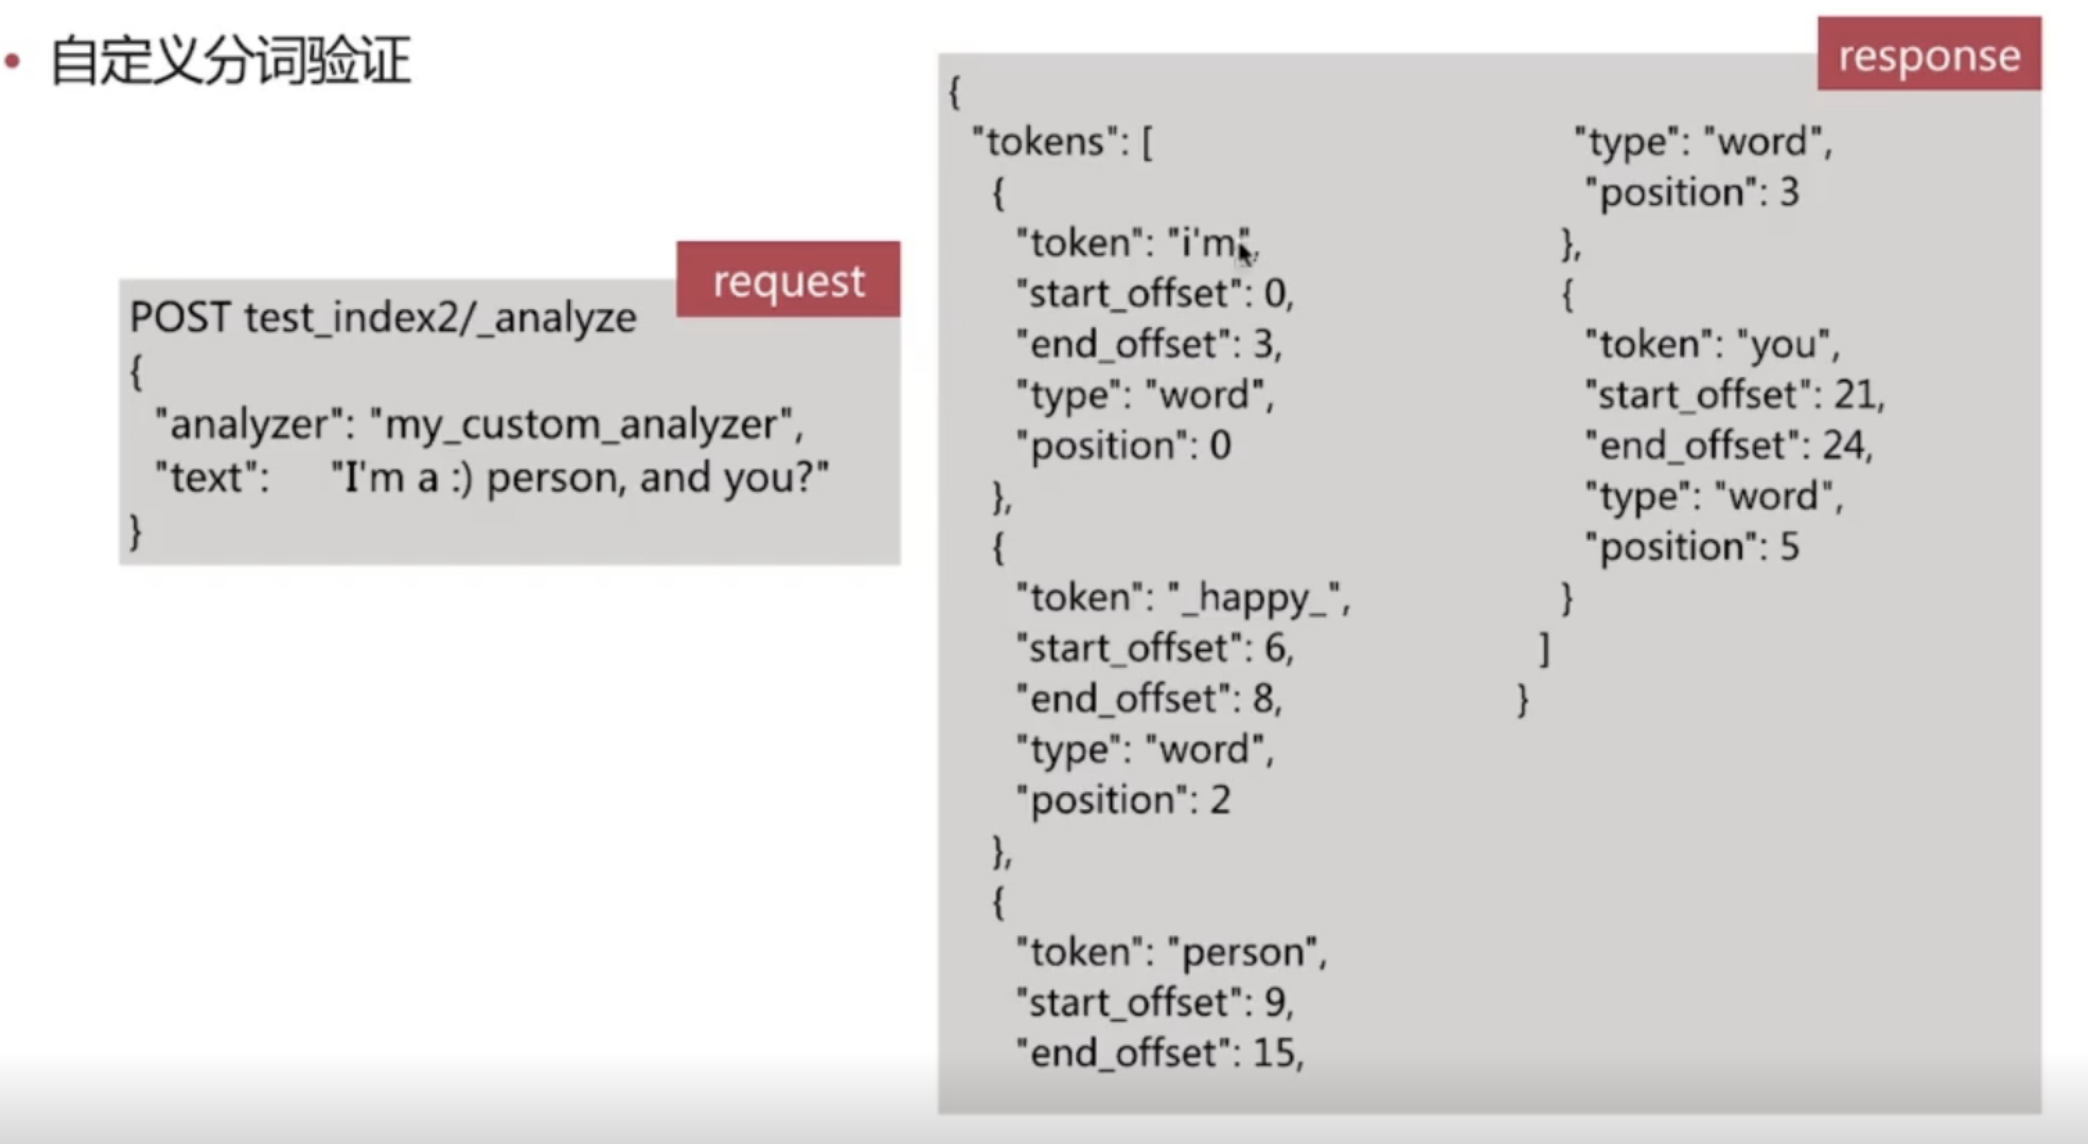 • 自定义分词验证
request
POST test_index2/_analyze
{
"analyzer": "my_custom_analyzer",
"text": "I'm a :) person, and you?"
}
response
{
"tokens": [
{
"token": "i'm",
"start_offset": 0,
"end_offset": 3,
"type": "word",
"position": 0
},
{
"token": "_happy_",
"start_offset": 6,
"end_offset": 8,
"type": "word",
"position": 2
},
{
"token": "person",
"start_offset": 9,
"end_offset": 15,
"type": "word",
"position": 3
},
{
"token": "you",
"start_offset": 21,
"end_offset": 24,
"type": "word",
"position": 5
}
]
}